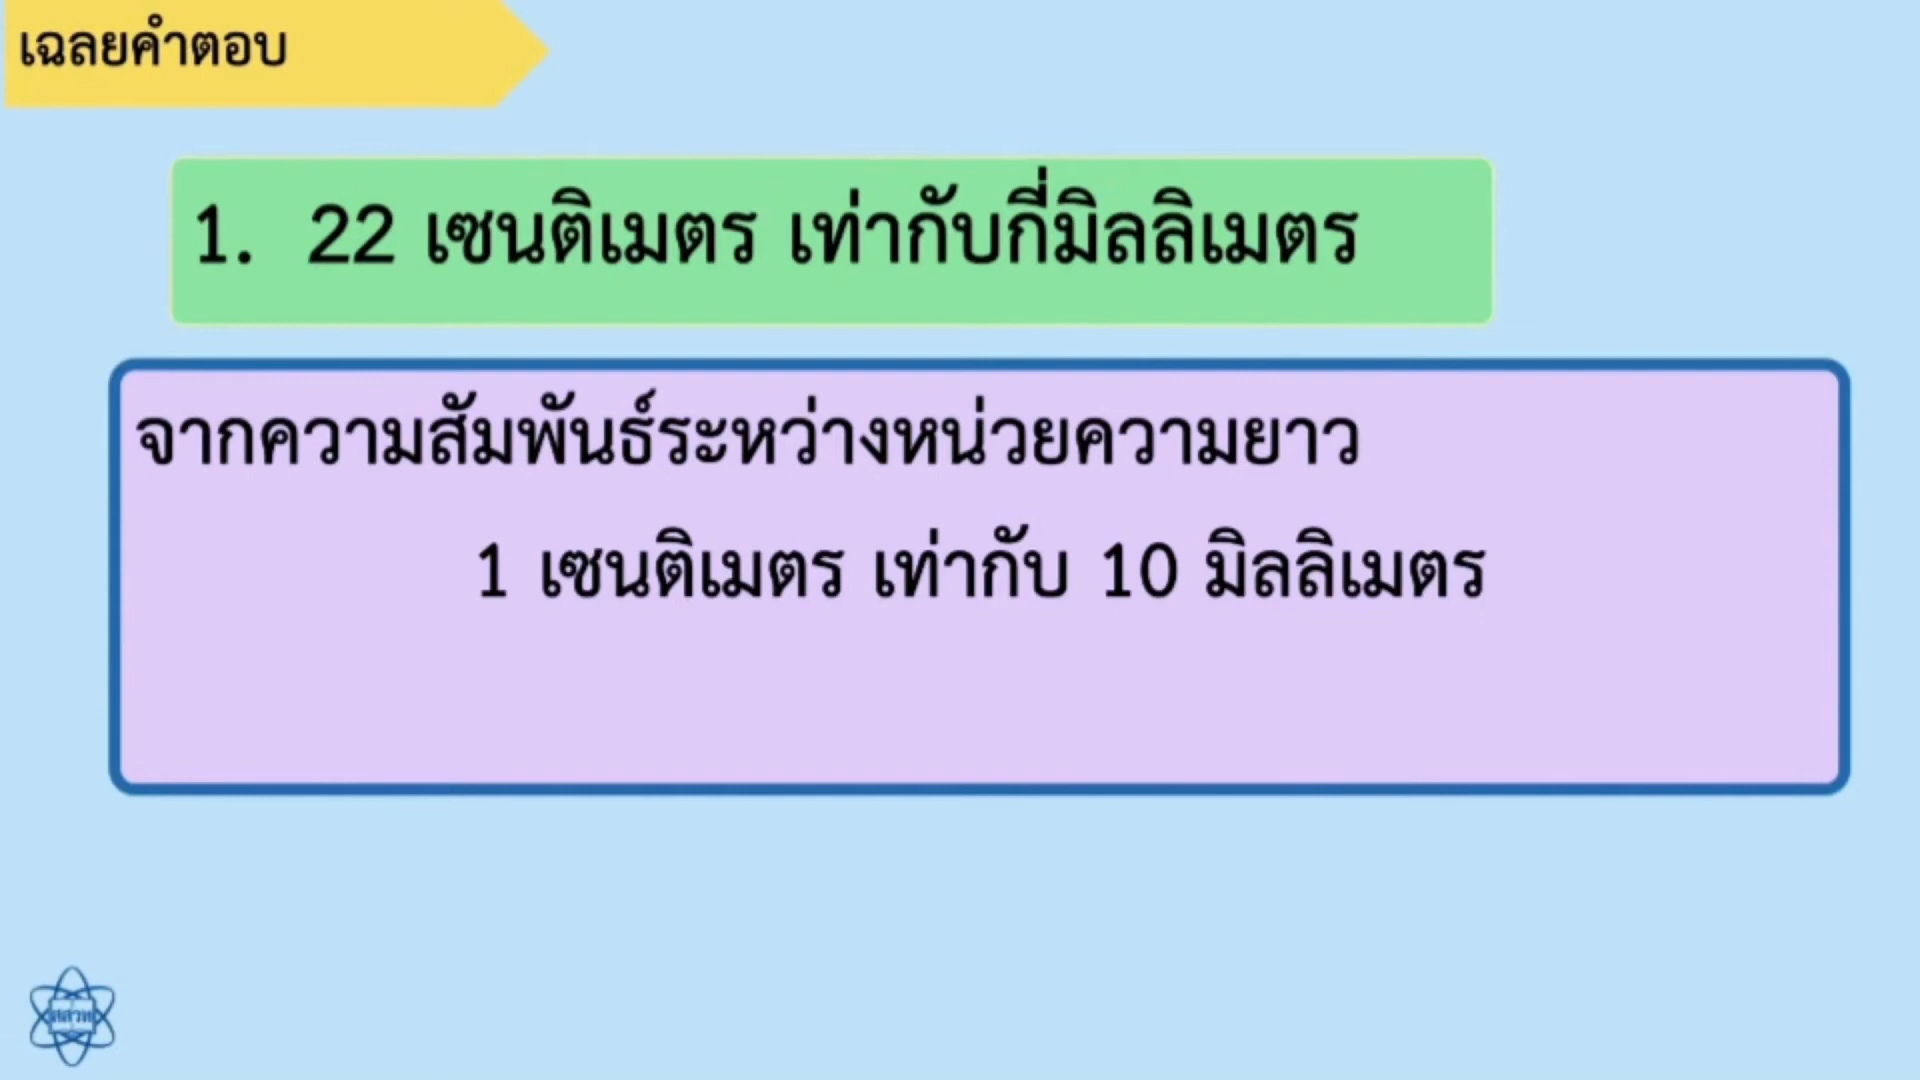 เฉลยคำตอบ
1. 22 เซนติเมตร เท่ากับกี่มิลลิเมตร
จากความสัมพันธ์ระหว่างหน่วยความยาว
1 เซนติเมตร เท่ากับ 10 มิลลิเมตร
สสวท